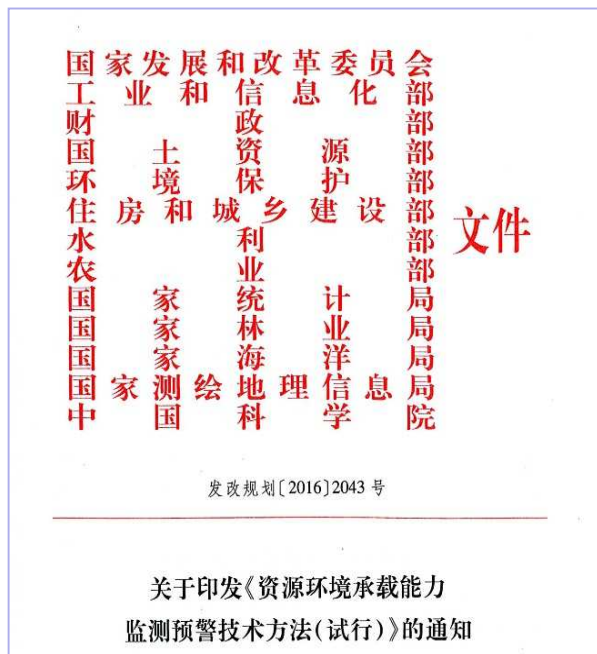 国家发展和改革委员会
工业和信息化部
财政部
国土资源部
环境保护部
住房和城乡建设部
水利部
农业部
国家统计局
国家林业局
国家海洋局
国家测绘地理信息局
中国科学院
文件
发改规划〔2016〕2043号
关于印发《资源环境承载能力
监测预警技术方法(试行)》的通知